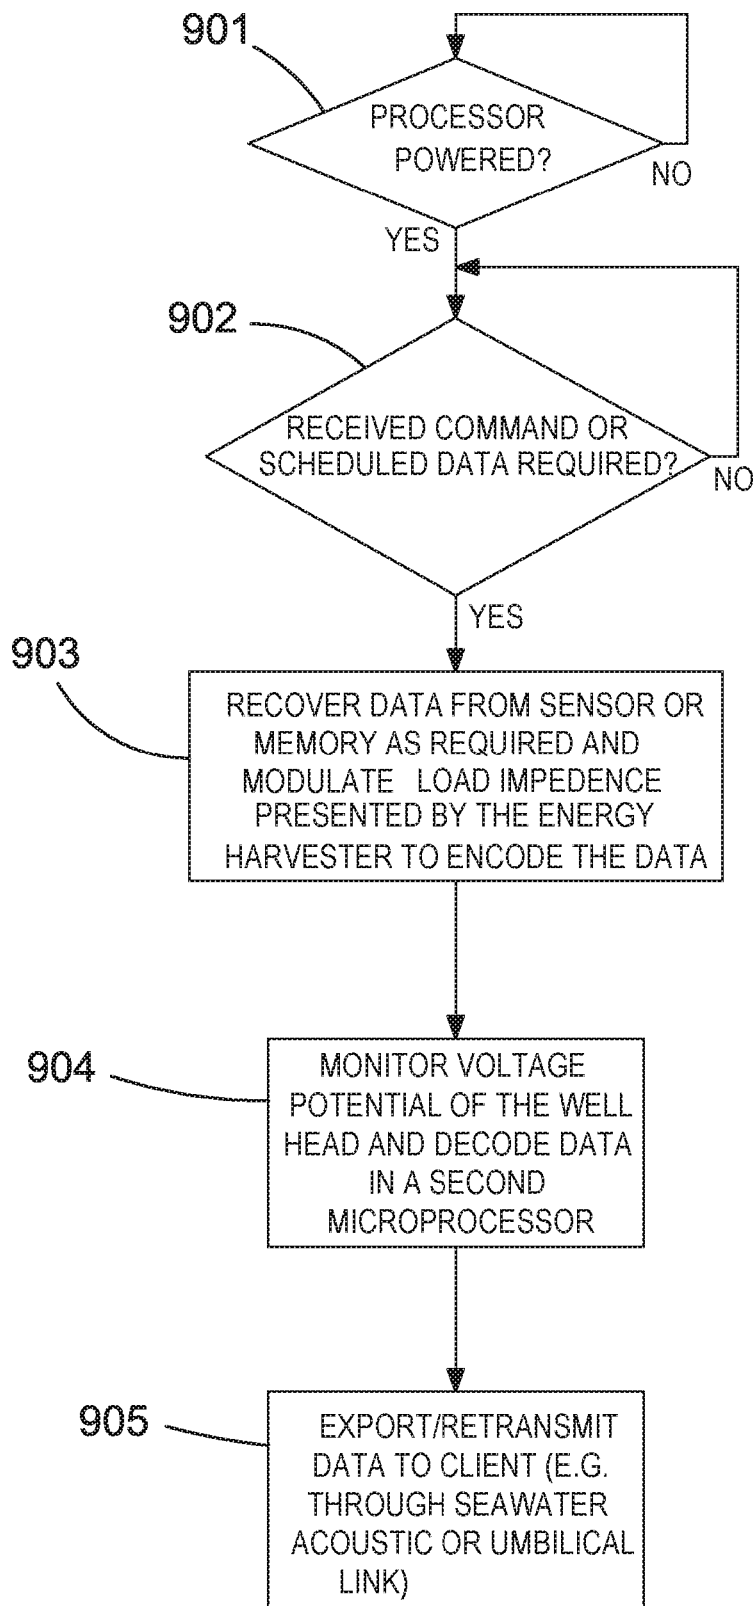 901
PROCESSOR
POWERED?
NO
YES
902
RECEIVED COMMAND OR
SCHEDULED DATA REQUIRED?
NO
YES
903
RECOVER DATA FROM SENSOR OR
MEMORY AS REQUIRED AND
MODULATE LOAD IMPEDENCE
PRESENTED BY THE ENERGY
HARVESTER TO ENCODE THE DATA
904
MONITOR VOLTAGE
POTENTIAL OF THE WELL
HEAD AND DECODE DATA
IN A SECOND
MICROPROCESSOR
905
EXPORT/RETRANSMIT
DATA TO CLIENT (E.G.
THROUGH SEAWATER
ACOUSTIC OR UMBILICAL
LINK)